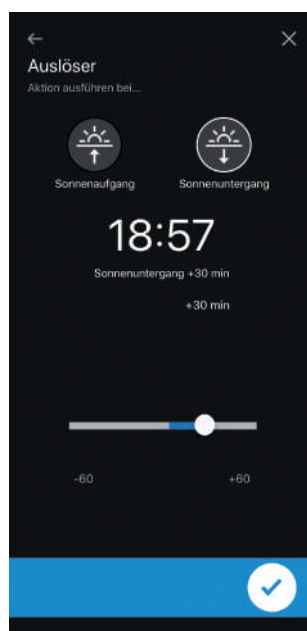 Auslöser
Aktion ausführen bei...
Sonnenaufgang Sonnenuntergang
18:57
Sonnenuntergang +30 min
+30 min
-60 +60